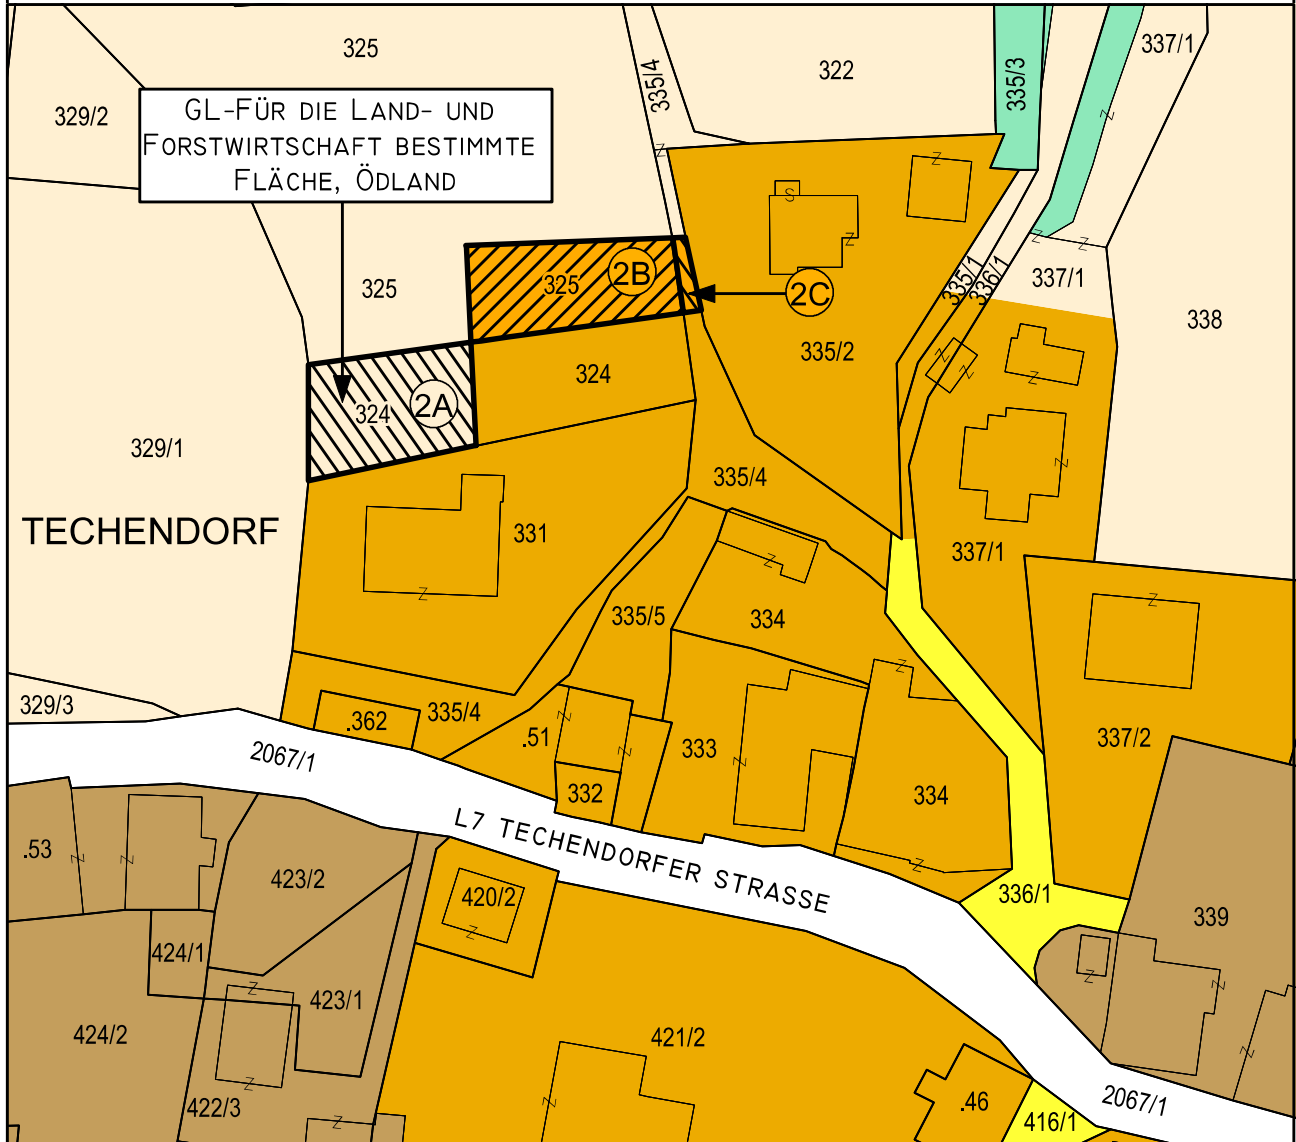 325
322
337/1
335/4
335/3
329/2
GL-FÜR DIE LAND- UND
FORSTWIRTSCHAFT BESTIMMTE
FLÄCHE, ÖDLAND
Z
Z
Z
S
Z
Z
Z
335/1
336/1
337/1
325
325
2B
2C
338
335/2
324
Z
Z
Z
324
2A
329/1
335/4
Z
TECHENDORF
331
337/1
Z
Z
Z
335/5
334
Z
329/3
.362
335/4
Z
.51
333
Z
Z
337/2
2067/1
332
334
L7 TECHENDORFER STRASSE
.53
Z
Z
423/2
Z
420/2
Z
336/1
339
424/1
Z
423/1
Z
Z
424/2
421/2
Z
Z
422/3
Z
Z
.46
2067/1
416/1